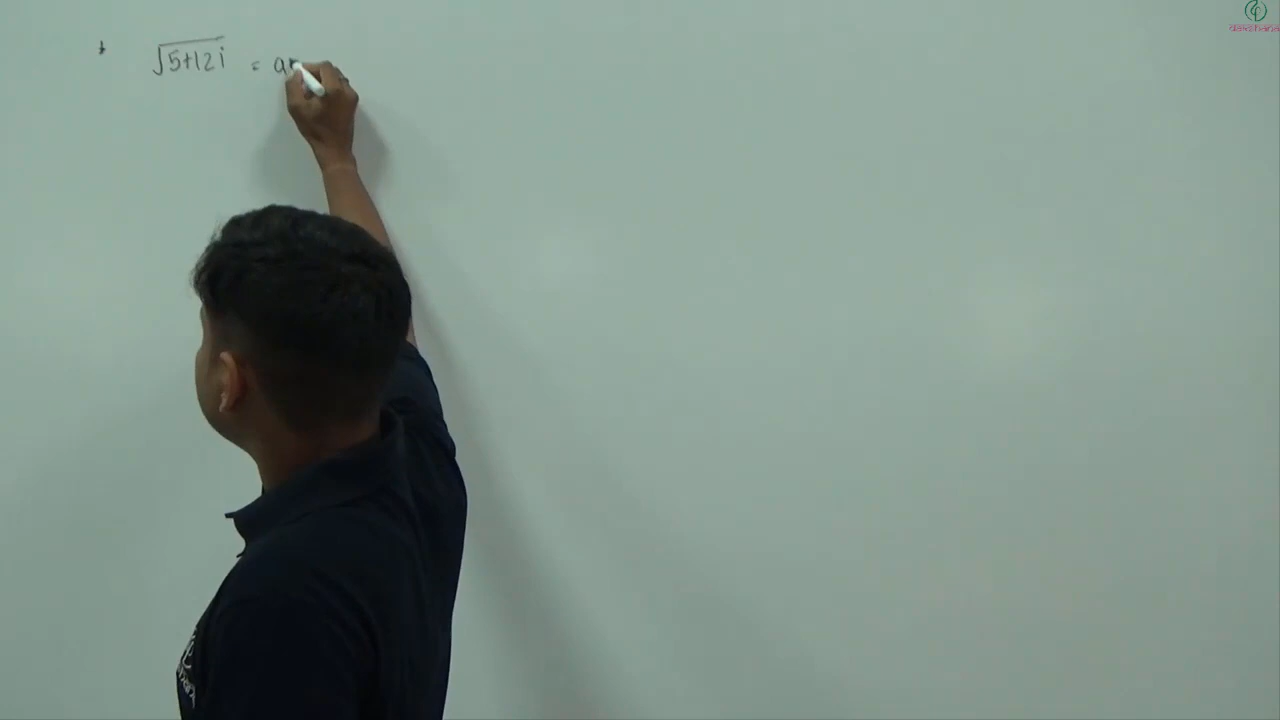 * √5+12i = a